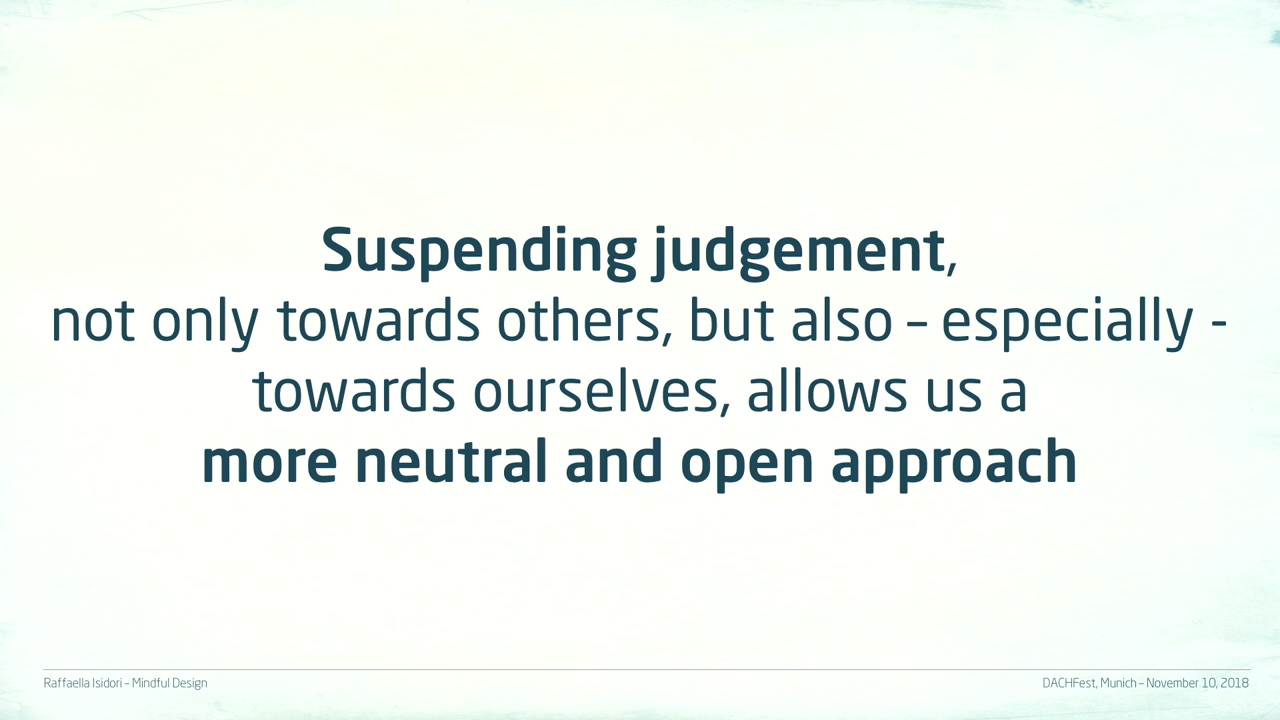 Suspending judgement,
not only towards others, but also – especially -
towards ourselves, allows us a
more neutral and open approach
Raffaella Isidori – Mindful Design
DACHFest, Munich – November 10, 2018